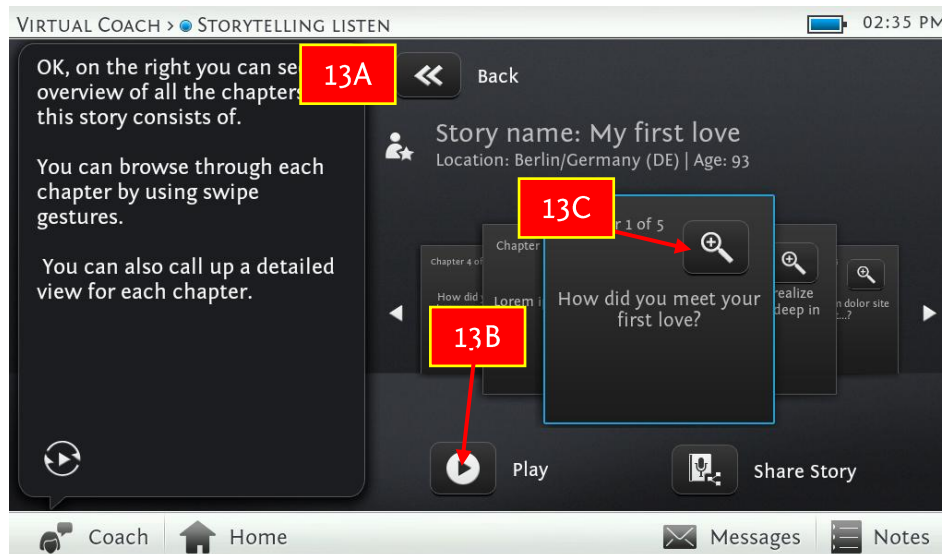 VIRTUAL COACH > STORYTELLING LISTEN
02:35 PM
OK, on the right you can se
overview of all the chapters
this story consists of.
You can browse through each
chapter by using swipe
gestures.
You can also call up a detailed
view for each chapter.
13A
Back
Story name: My first love
Location: Berlin/Germany (DE) | Age: 93
13C
r 1 of 5
Chapter
Chapter 4 of
How did
Lorem i
How did you meet your
first love?
realize
deep in
dolor site
...?
13B
Play
Share Story
Coach
Home
Messages
Notes